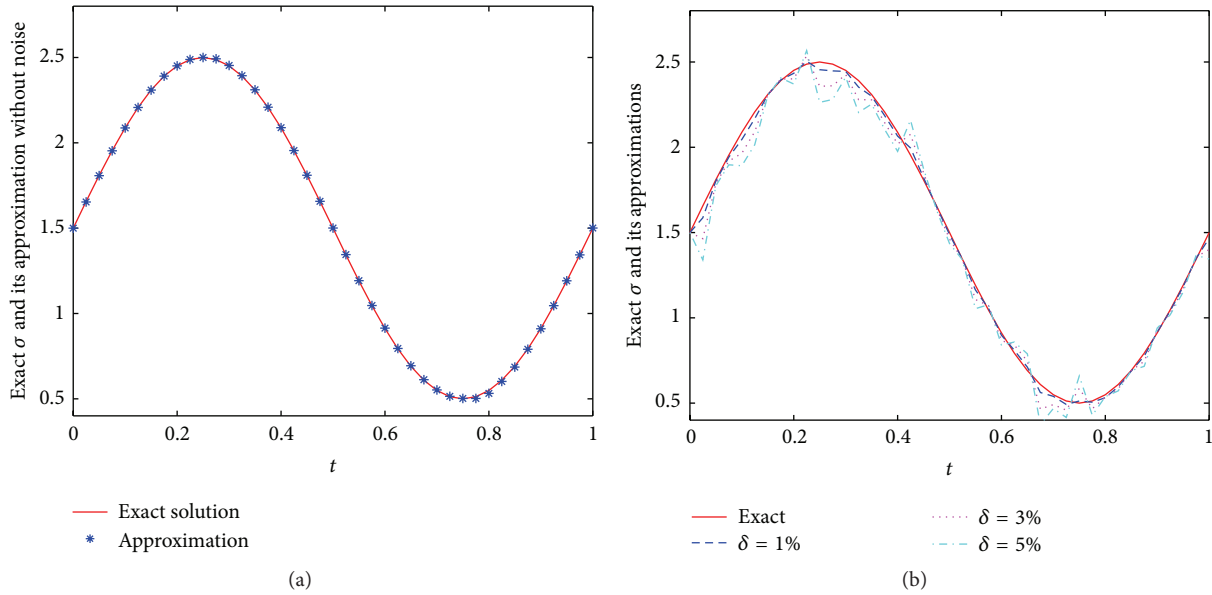 Exact σ and its approximation without noise
2.5
2
1.5
1
0.5
0
0.2
0.4
0.6
0.8
1
t
Exact solution
Approximation
(a)
Exact σ and its approximations
2.5
2
1.5
1
0.5
0
0.2
0.4
0.6
0.8
1
t
Exact
δ = 1%
δ = 3%
δ = 5%
(b)